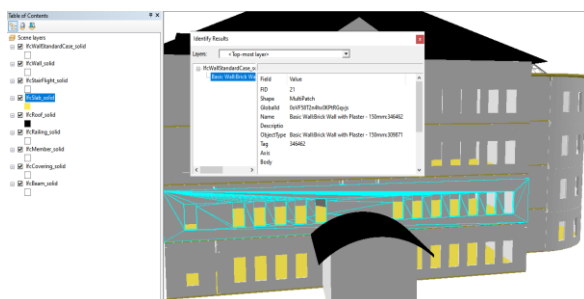 Table of Contents
Scene layers
IfcWallStandardCase_solid
IfcWall_solid
IfcStairFlight_solid
IfcSlab_solid
IfcRoof_solid
IfcRailing_solid
IfcMember_solid
IfcCovering_solid
IfcBeam_solid
Identify Results
Layers: <Top-most layer>
IfcWallStandardCase_s
Basic Wall:Brick Wa
Field Value
FID 21
Shape MultiPatch
GlobalId
Name Basic Wall:Brick Wall with Plaster - 150mm:346462
Descriptio
ObjectType Basic Wall:Brick Wall with Plaster - 150mm:309871
Tag 346462
Axis
Body